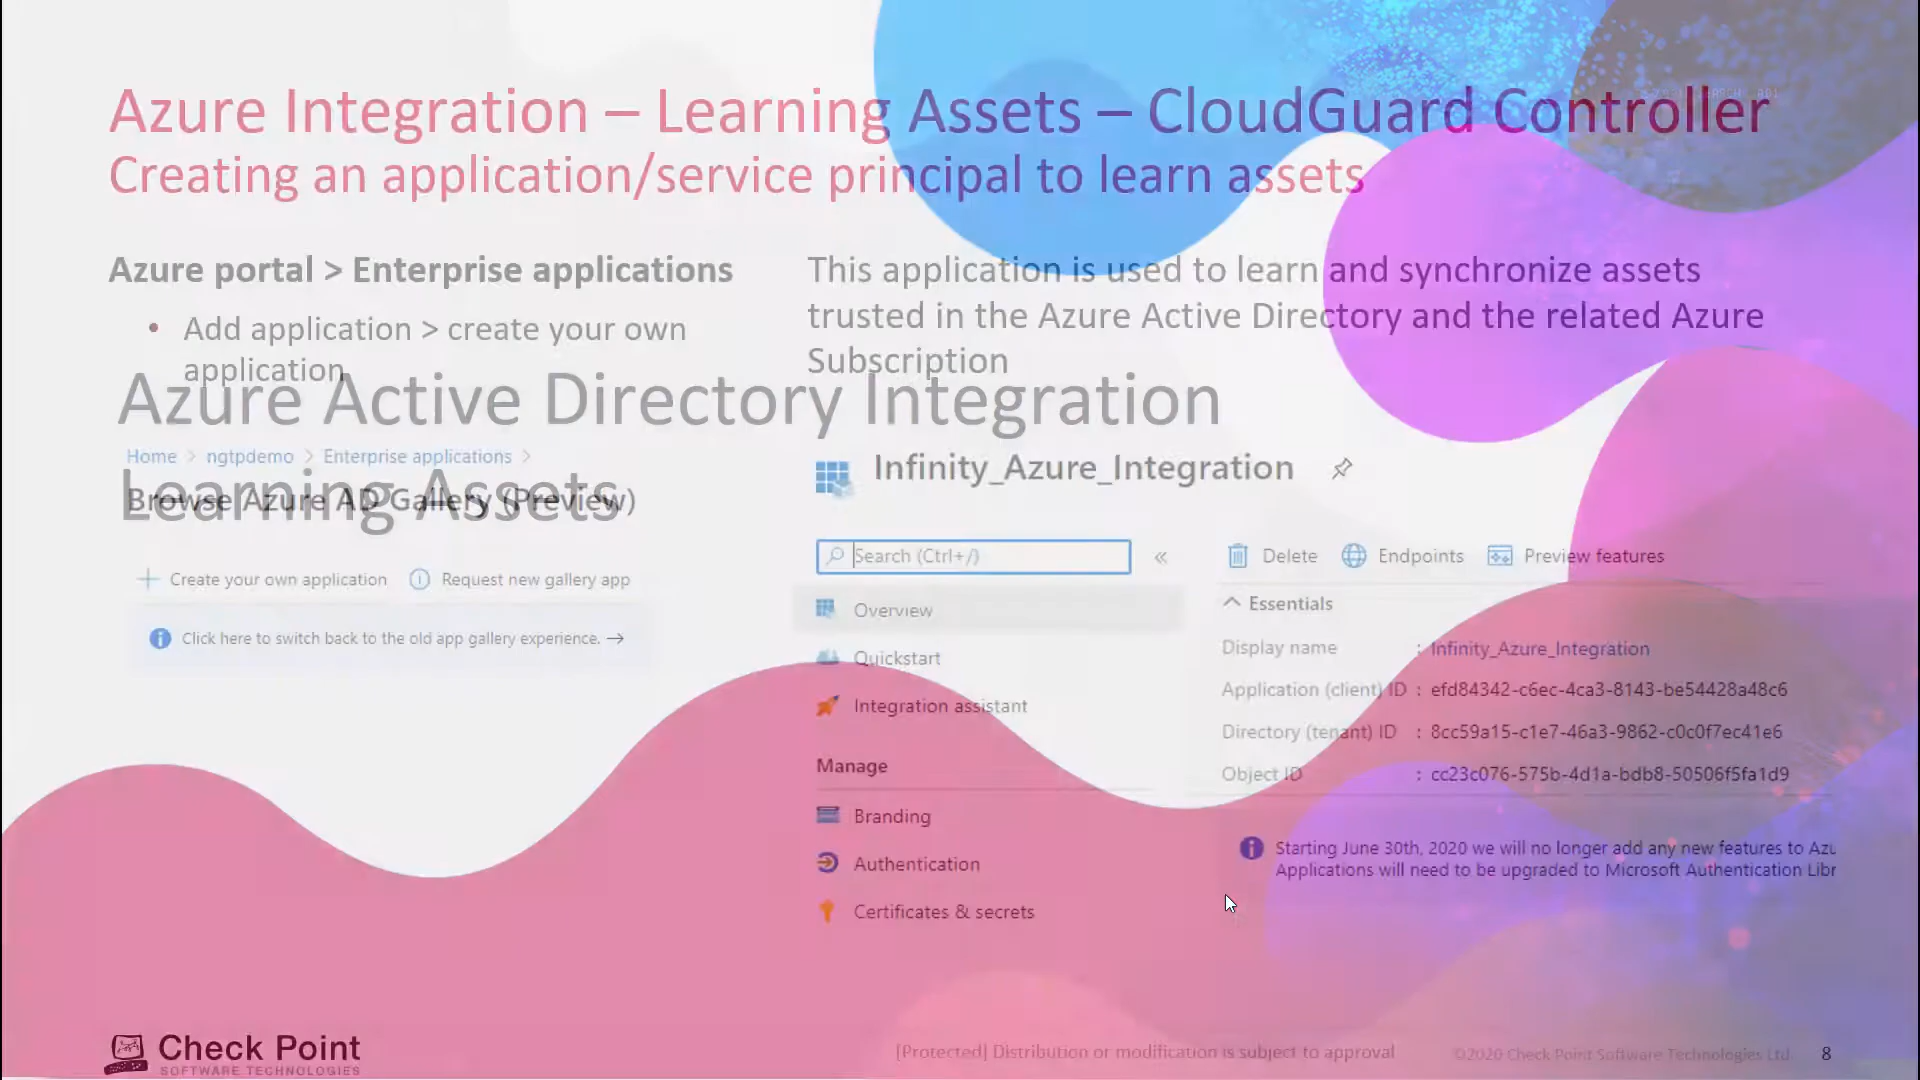 Azure Integration – Learning Assets – CloudGuard Controller
Creating an application/service principal to learn assets
Azure portal > Enterprise applications
• Add application > create your own
application
This application is used to learn and synchronize assets
trusted in the Azure Active Directory and the related Azure
Subscription
Azure Active Directory Integration
Learning Assets
Home > ngtpdemo > Enterprise applications >
Browse Azure AD Gallery (Preview)
Create your own application
Request new gallery app
Click here to switch back to the old app gallery experience. →
Infinity_Azure_Integration
Search (Ctrl+/)
«
Overview
Quickstart
Integration assistant
Manage
Branding
Authentication
Certificates & secrets
Delete
Endpoints
Preview features
Essentials
Display name : Infinity_Azure_Integration
Application (client) ID : efd84342-c6ec-4ca3-8143-be54428a48c6
Directory (tenant) ID : 8cc59a15-c1e7-46a3-9862-c0c0f7ec41e6
Object ID : cc23c076-575b-4d1a-bdb8-50506f5fa1d9
Starting June 30th, 2020 we will no longer add any new features to Azu
Applications will need to be upgraded to Microsoft Authentication Libr
Check Point
SOFTWARE TECHNOLOGIES
[Protected] Distribution or modification is subject to approval
©2020 Check Point Software Technologies Ltd.
8